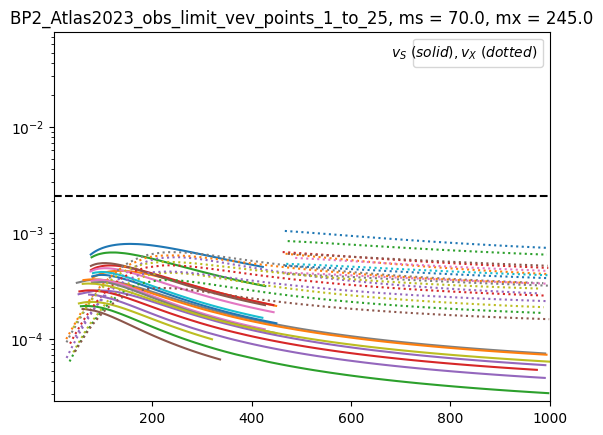 BP2_Atlas2023_obs_limit_vev_points_1_to_25, ms = 70.0, mx = 245.0
v_S (solid), v_X (dotted)
10^{-2}
10^{-3}
10^{-4}
200 400 600 800 1000